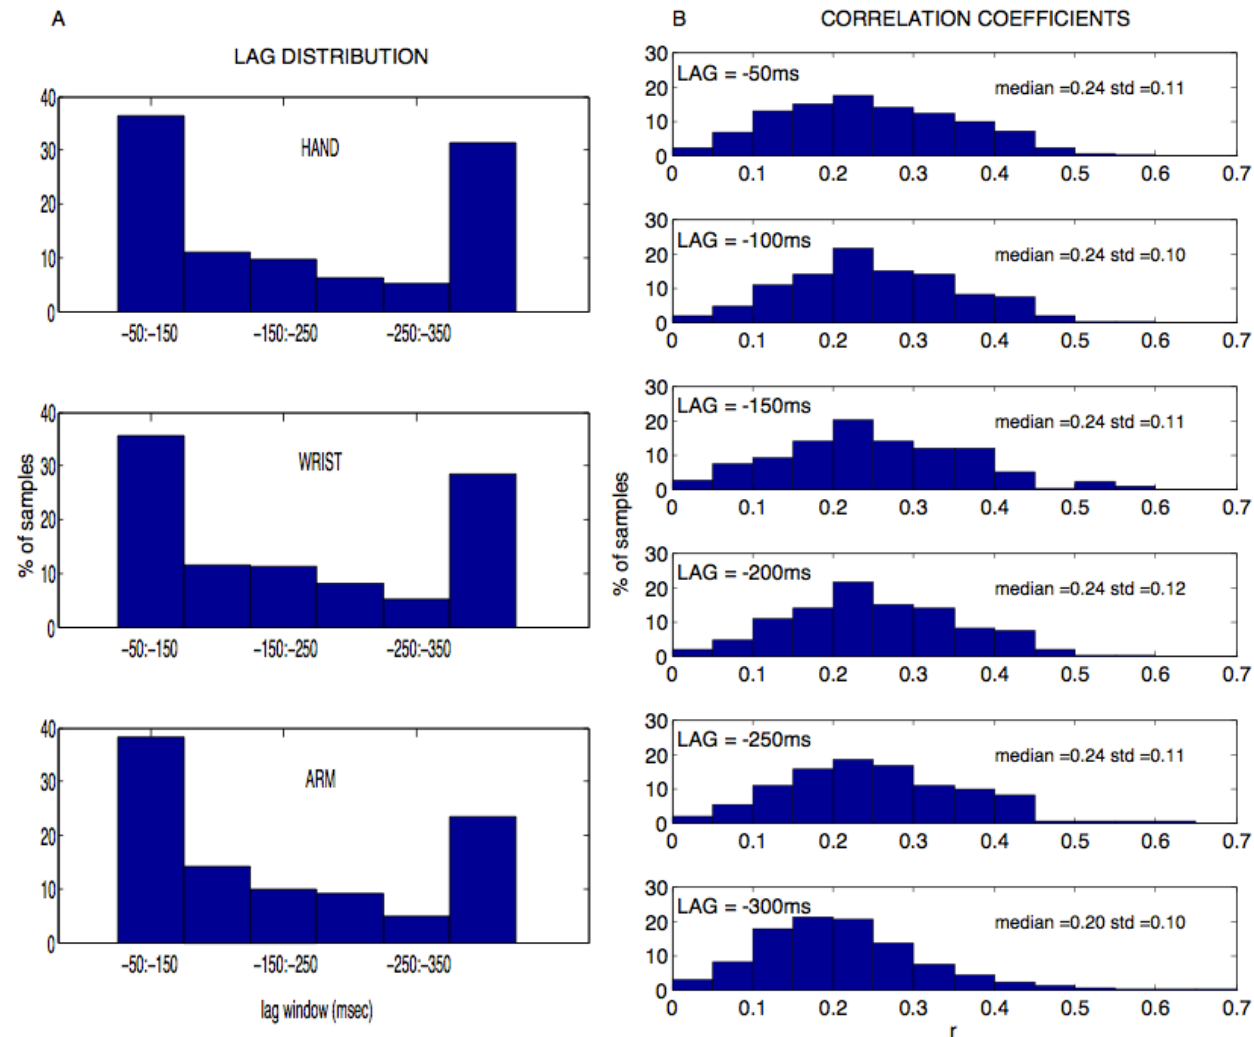 A
LAG DISTRIBUTION
40
30
20
10
0
HAND
−50:−150 −150:−250 −250:−350
40
30
20
10
0
WRIST
−50:−150 −150:−250 −250:−350
% of samples
40
30
20
10
0
ARM
−50:−150 −150:−250 −250:−350
lag window (msec)
B
CORRELATION COEFFICIENTS
30
20
10
0
LAG = -50ms
median =0.24 std =0.11
0 0.1 0.2 0.3 0.4 0.5 0.6 0.7
30
20
10
0
LAG = -100ms
median =0.24 std =0.10
0 0.1 0.2 0.3 0.4 0.5 0.6 0.7
30
20
10
0
LAG = -150ms
median =0.24 std =0.11
0 0.1 0.2 0.3 0.4 0.5 0.6 0.7
% of samples
30
20
10
0
LAG = -200ms
median =0.24 std =0.12
0 0.1 0.2 0.3 0.4 0.5 0.6 0.7
30
20
10
0
LAG = -250ms
median =0.24 std =0.11
0 0.1 0.2 0.3 0.4 0.5 0.6 0.7
30
20
10
0
LAG = -300ms
median =0.20 std =0.10
0 0.1 0.2 0.3 0.4 0.5 0.6 0.7
r